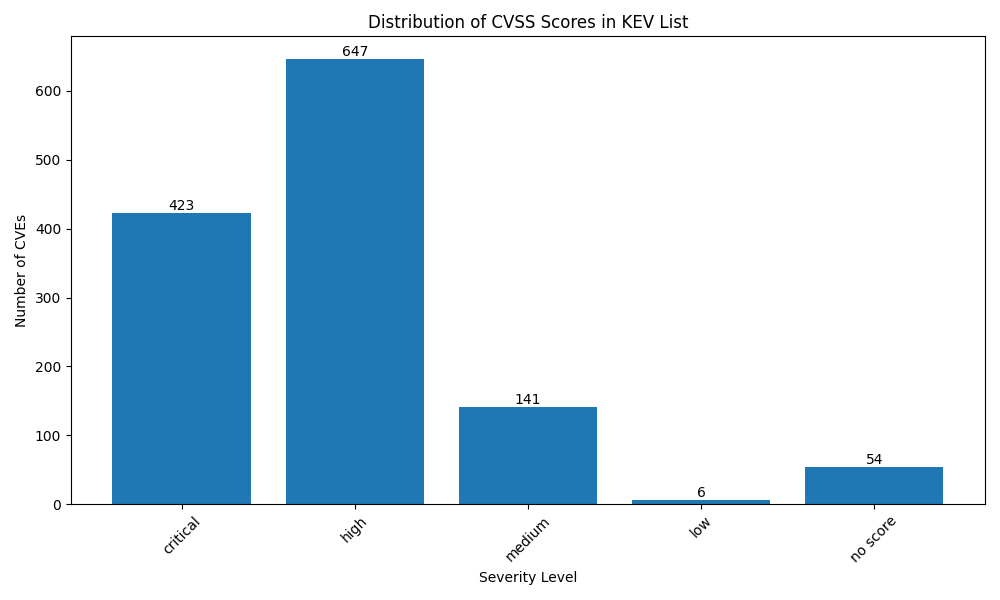 Distribution of CVSS Scores in KEV List
Number of CVEs
600
500
400
300
200
100
0
423
647
141
6
54
critical
high
medium
low
no score
Severity Level